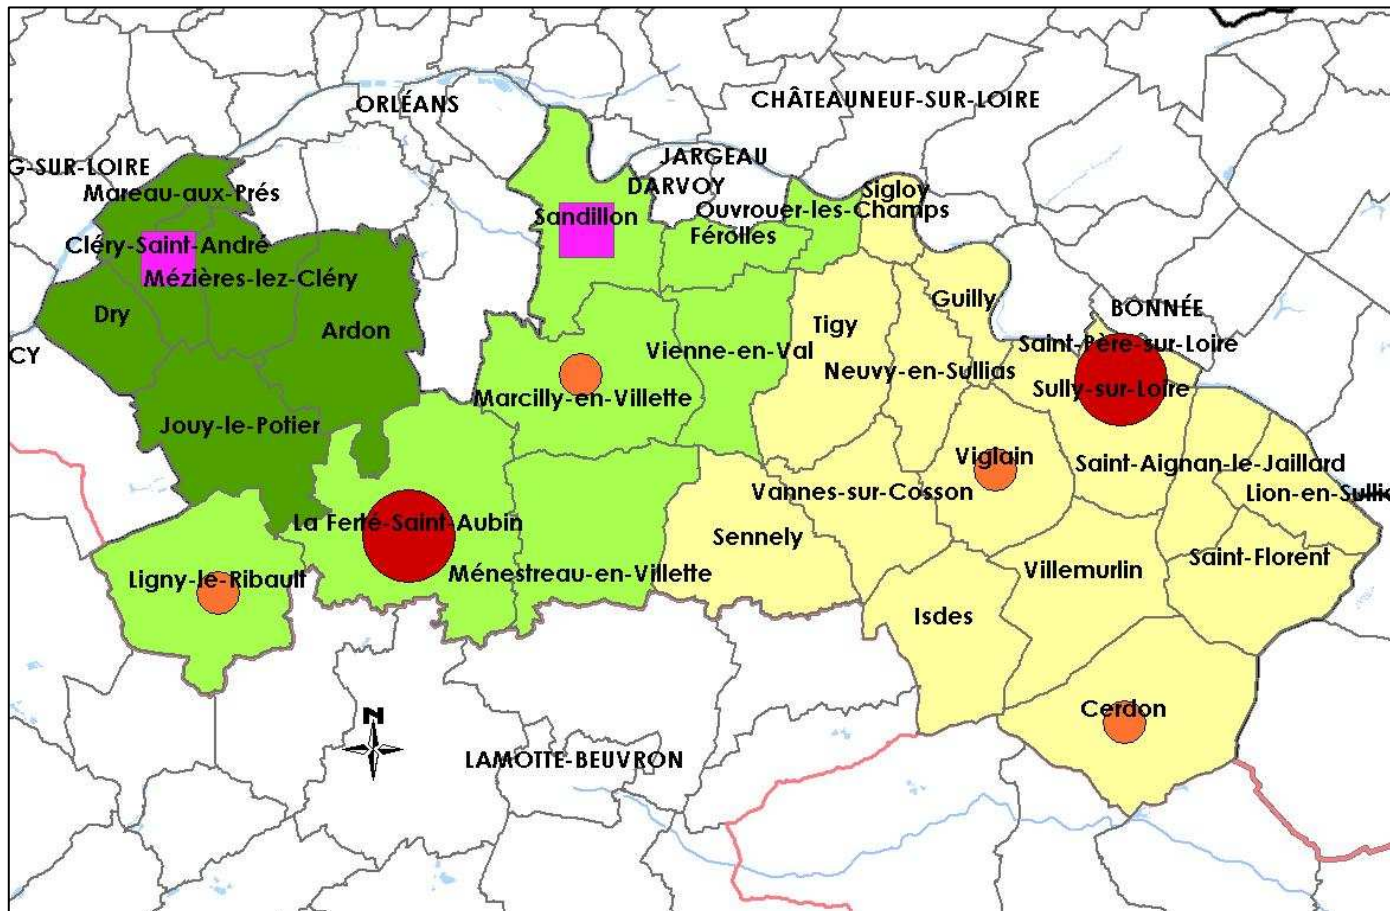 CHÂTEAUNEUF-SUR-LOIRE
ORLÉANS
JARGEAU
G-SUR-LOIRE
DARVOY
Mareau-aux-Prés
Sigloy
Ouvrouer-les-Champs
Sandillon
Férolles
Cléry-Saint-André
Mézières-lez-Cléry
Guilly
BONNÉE
Dry
Ardon
Tigy
Saint-Père-sur-Loire
CY
Vienne-en-Val
Neuvy-en-Sullias
Sully-sur-Loire
Marcilly-en-Villette
Jouy-le-Potier
Viglain
Saint-Aignan-le-Jaillard
Vannes-sur-Cosson
Lion-en-Sullia
La Ferté-Saint-Aubin
Sennely
Saint-Florent
Ligny-le-Ribault
Ménestreau-en-Villette
Villemurlin
Isdes
Cerdon
N
LAMOTTE-BEUVRON